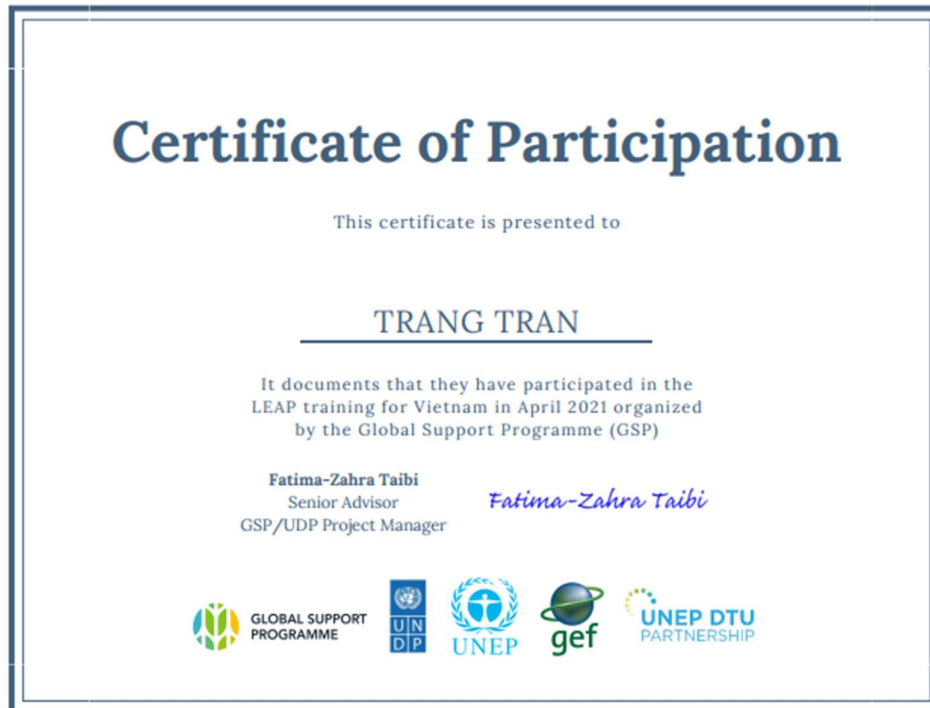 Certificate of Participation
This certificate is presented to
TRANG TRAN
It documents that they have participated in the
LEAP training for Vietnam in April 2021 organized
by the Global Support Programme (GSP)
Fatima-Zahra Taibi
Senior Advisor
GSP/UDP Project Manager
Fatima-Zahra Taibi
GLOBAL SUPPORT
PROGRAMME
UN
DP
UNEP
gef
UNEP DTU
PARTNERSHIP